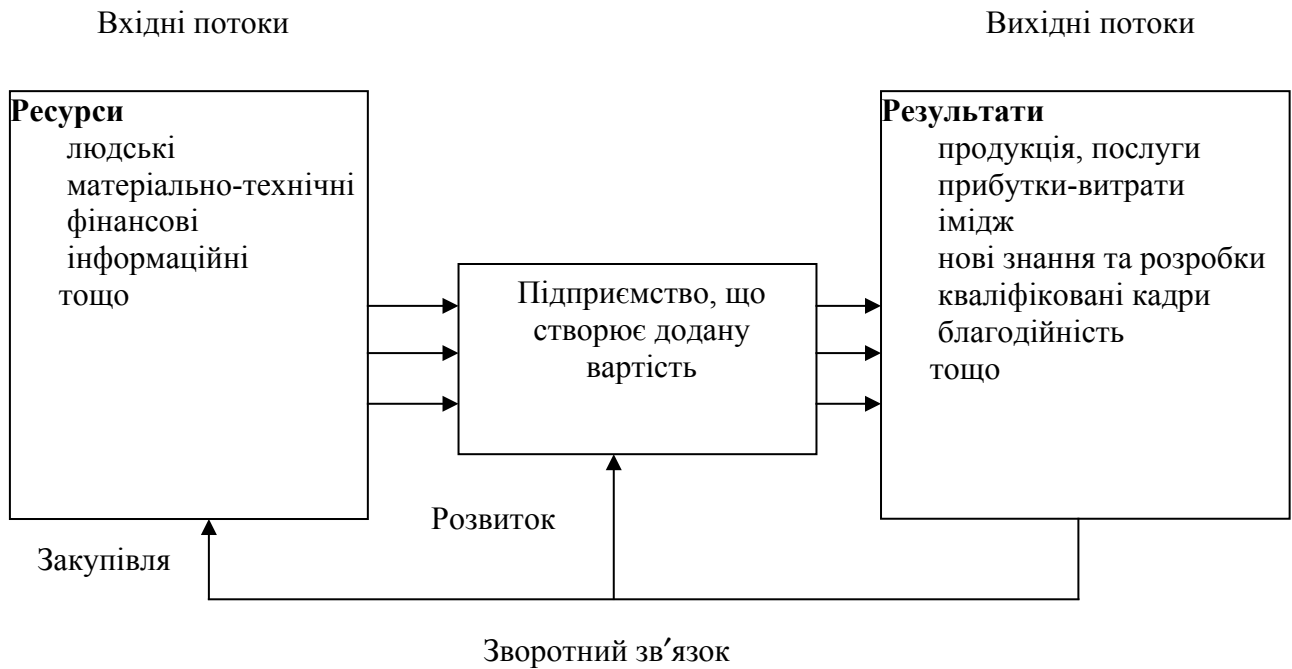 Вхідні потоки
Вихідні потоки
Ресурси
людські
матеріально-технічні
фінансові
інформаційні
тощо
Підприємство, що
створює додану
вартість
Результати
продукція, послуги
прибутки-витрати
імідж
нові знання та розробки
кваліфіковані кадри
благодійність
тощо
Розвиток
Закупівля
Зворотний зв′язок